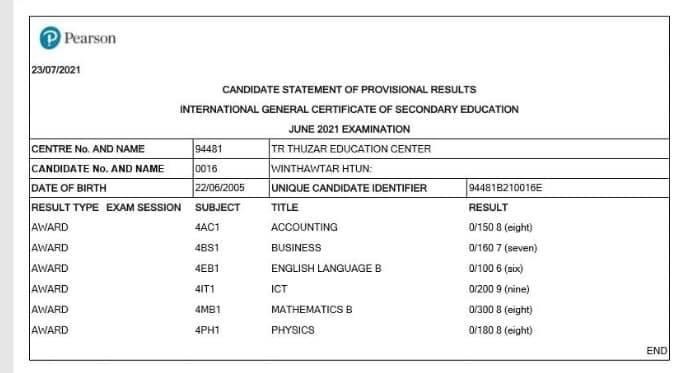 Pearson
23/07/2021
CANDIDATE STATEMENT OF PROVISIONAL RESULTS
INTERNATIONAL GENERAL CERTIFICATE OF SECONDARY EDUCATION
JUNE 2021 EXAMINATION
CENTRE No. AND NAME 94481 TR THUZAR EDUCATION CENTER
CANDIDATE No. AND NAME 0016 WINTHAWTAR HTUN:
DATE OF BIRTH 22/06/2005 UNIQUE CANDIDATE IDENTIFIER 94481B210016E
RESULT TYPE EXAM SESSION SUBJECT TITLE RESULT
AWARD 4AC1 ACCOUNTING 0/150 8 (eight)
AWARD 4BS1 BUSINESS 0/160 7 (seven)
AWARD 4EB1 ENGLISH LANGUAGE B 0/100 6 (six)
AWARD 4IT1 ICT 0/200 9 (nine)
AWARD 4MB1 MATHEMATICS B 0/300 8 (eight)
AWARD 4PH1 PHYSICS 0/180 8 (eight)
END